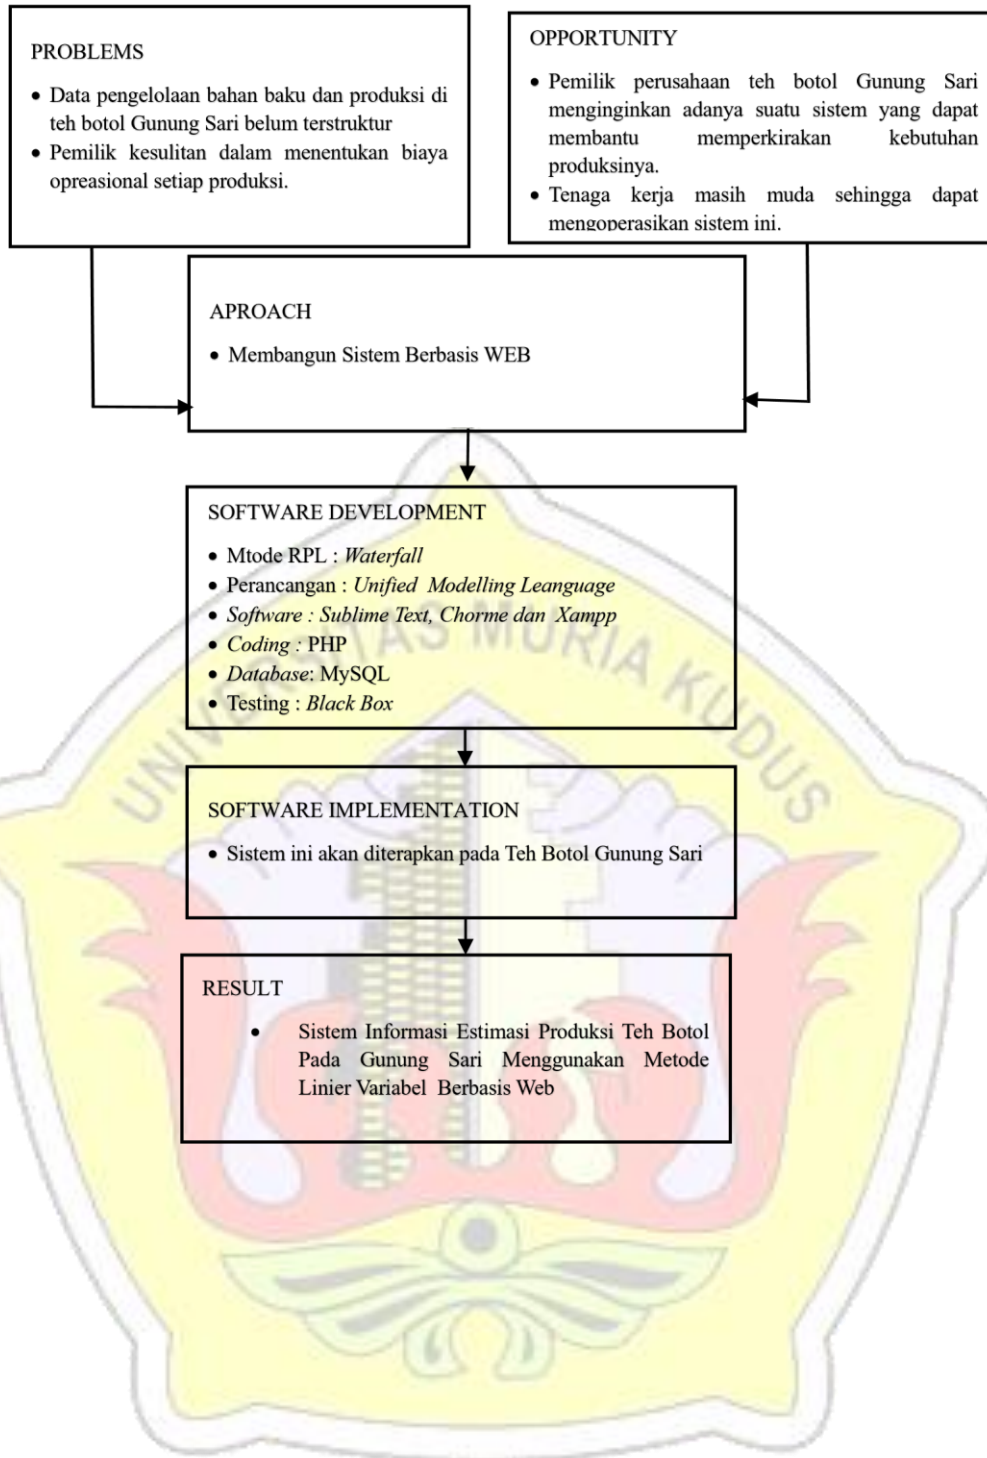 PROBLEMS
• Data pengelolaan bahan baku dan produksi di
teh botol Gunung Sari belum terstruktur
• Pemilik kesulitan dalam menentukan biaya
opreasional setiap produksi.
OPPORTUNITY
• Pemilik perusahaan teh botol Gunung Sari
menginginkan adanya suatu sistem yang dapat
membantu memperkirakan kebutuhan
produksinya.
• Tenaga kerja masih muda sehingga dapat
mengoperasikan sistem ini.
APROACH
• Membangun Sistem Berbasis WEB
SOFTWARE DEVELOPMENT
• Mtode RPL : Waterfall
• Perancangan : Unified Modelling Leanguage
• Software : Sublime Text, Chorme dan Xampp
• Coding : PHP
• Database: MySQL
• Testing : Black Box
SOFTWARE IMPLEMENTATION
• Sistem ini akan diterapkan pada Teh Botol Gunung Sari
RESULT
• Sistem Informasi Estimasi Produksi Teh Botol
Pada Gunung Sari Menggunakan Metode
Linier Variabel Berbasis Web
UNIVERSITAS MURIA KUDUS